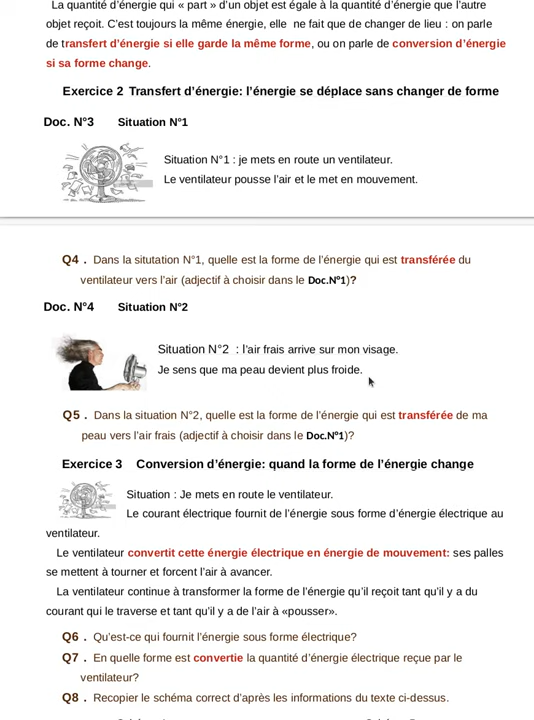 La quantité d'énergie qui « part » d'un objet est égale à la quantité d'énergie que l'autre
objet reçoit. C'est toujours la même énergie, elle ne fait que de changer de lieu : on parle
de transfert d'énergie si elle garde la même forme, ou on parle de conversion d'énergie
si sa forme change.
Exercice 2 Transfert d'énergie: l'énergie se déplace sans changer de forme
Doc. N°3 Situation N°1
Situation N°1 : je mets en route un ventilateur.
Le ventilateur pousse l'air et le met en mouvement.
Q4 . Dans la situtation N°1, quelle est la forme de l'énergie qui est transférée du
ventilateur vers l'air (adjectif à choisir dans le Doc.N°1)?
Doc. N°4 Situation N°2
Situation N°2 : l'air frais arrive sur mon visage.
Je sens que ma peau devient plus froide.
Q5 . Dans la situation N°2, quelle est la forme de l'énergie qui est transférée de ma
peau vers l'air frais (adjectif à choisir dans le Doc.N°1)?
Exercice 3 Conversion d'énergie: quand la forme de l'énergie change
Situation : Je mets en route le ventilateur.
Le courant électrique fournit de l'énergie sous forme d'énergie électrique au
ventilateur.
Le ventilateur convertit cette énergie électrique en énergie de mouvement: ses palles
se mettent à tourner et forcent l'air à avancer.
La ventilateur continue à transformer la forme de l'énergie qu'il reçoit tant qu'il y a du
courant qui le traverse et tant qu'il y a de l'air à «pousser».
Q6 . Qu'est-ce qui fournit l'énergie sous forme électrique?
Q7 . En quelle forme est convertie la quantité d'énergie électrique reçue par le
ventilateur?
Q8 . Recopier le schéma correct d'après les informations du texte ci-dessus.